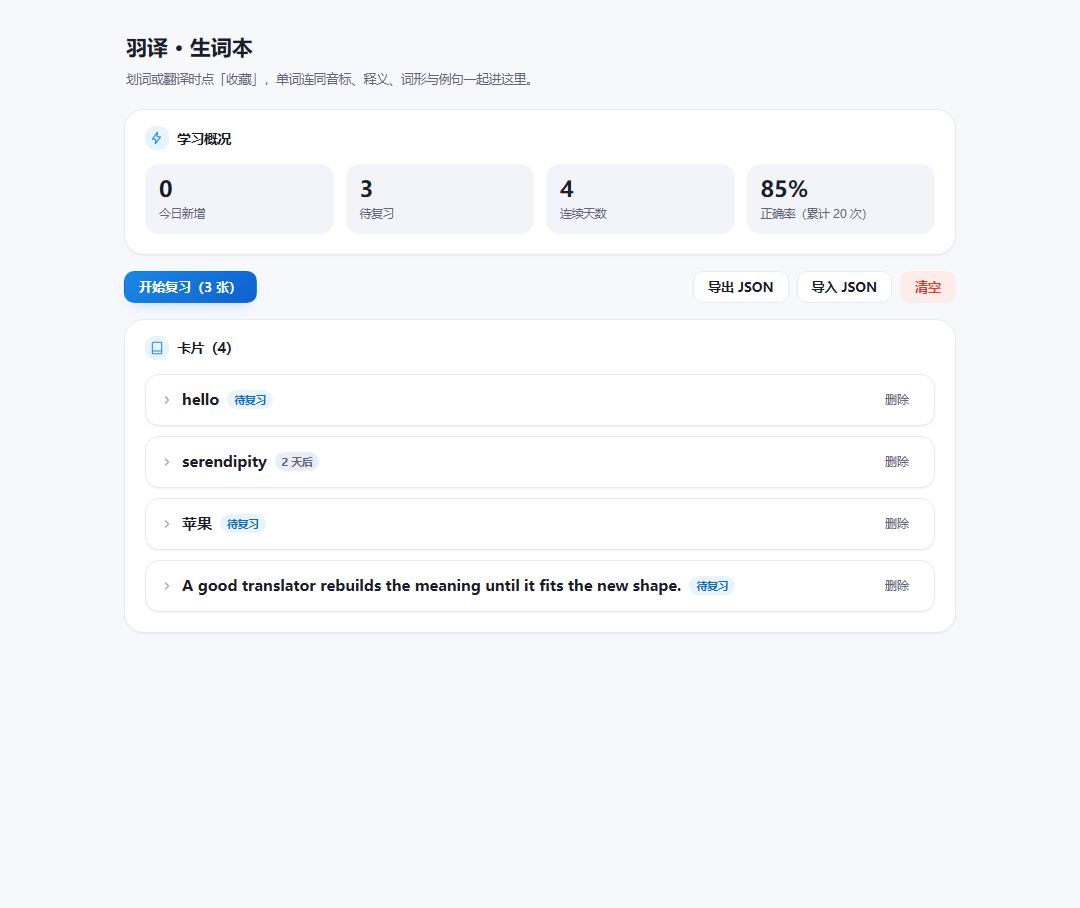 羽译 · 生词本
划词或翻译时点「收藏」，单词连同音标、释义、词形与例句一起进这里。
学习概况
0
今日新增
3
待复习
4
连续天数
85%
正确率（累计 20 次）
开始复习（3 张）
导出 JSON
导入 JSON
清空
卡片（4）
hello 待复习 删除
serendipity 2 天后 删除
苹果 待复习 删除
A good translator rebuilds the meaning until it fits the new shape. 待复习 删除